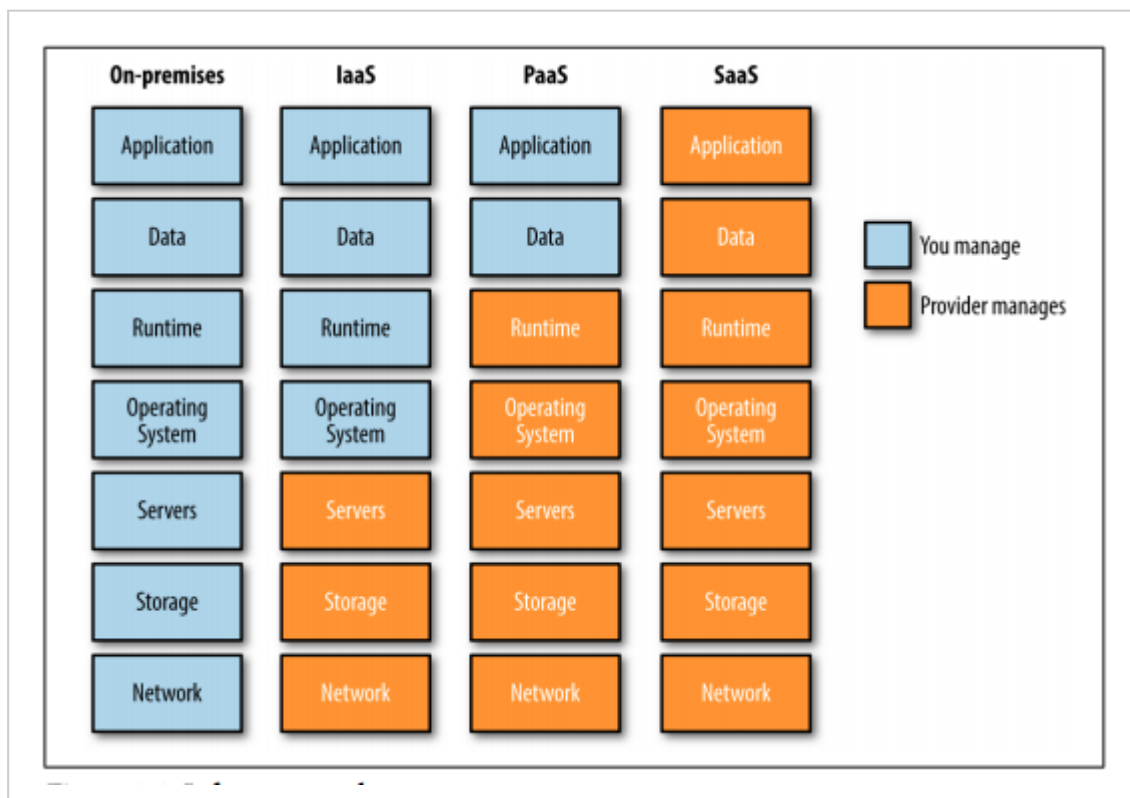 On-premises IaaS PaaS SaaS
Application Application Application Application
Data Data Data Data
You manage
Runtime Runtime Runtime Runtime
Provider manages
Operating System Operating System Operating System Operating System
Servers Servers Servers Servers
Storage Storage Storage Storage
Network Network Network Network